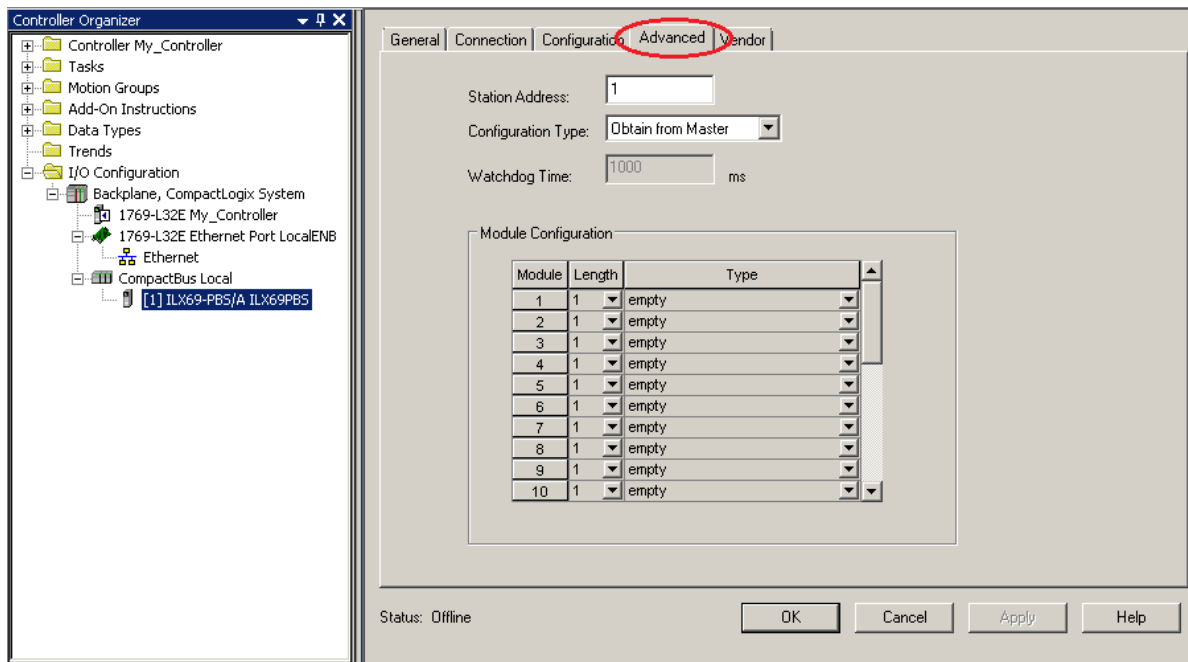 Controller Organizer
Controller My_Controller
Tasks
Motion Groups
Add-On Instructions
Data Types
Trends
I/O Configuration
Backplane, CompactLogix System
1769-L32E My_Controller
1769-L32E Ethernet Port LocalENB
Ethernet
CompactBus Local
[1] ILX69-PBS/A ILX69PBS
General Connection Configuration Advanced Vendor
Station Address: 1
Configuration Type: Obtain from Master
Watchdog Time: 1000 ms
Module Configuration
Module Length Type
1 1 empty
2 1 empty
3 1 empty
4 1 empty
5 1 empty
6 1 empty
7 1 empty
8 1 empty
9 1 empty
10 1 empty
Status: Offline
OK Cancel Apply Help